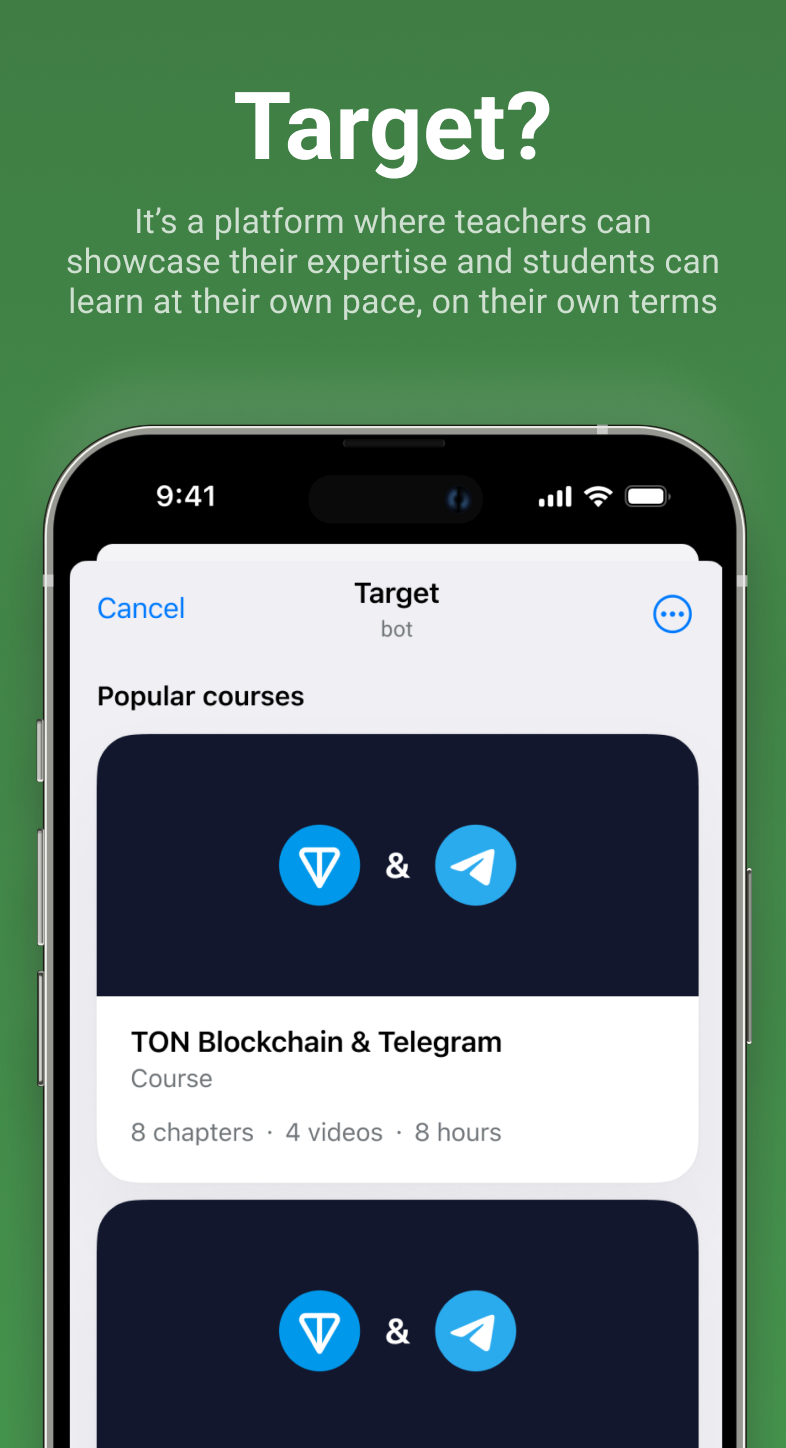 Target?
It’s a platform where teachers can
showcase their expertise and students can
learn at their own pace, on their own terms
9:41
Cancel
Target
bot
Popular courses
&
TON Blockchain & Telegram
Course
8 chapters · 4 videos · 8 hours
&